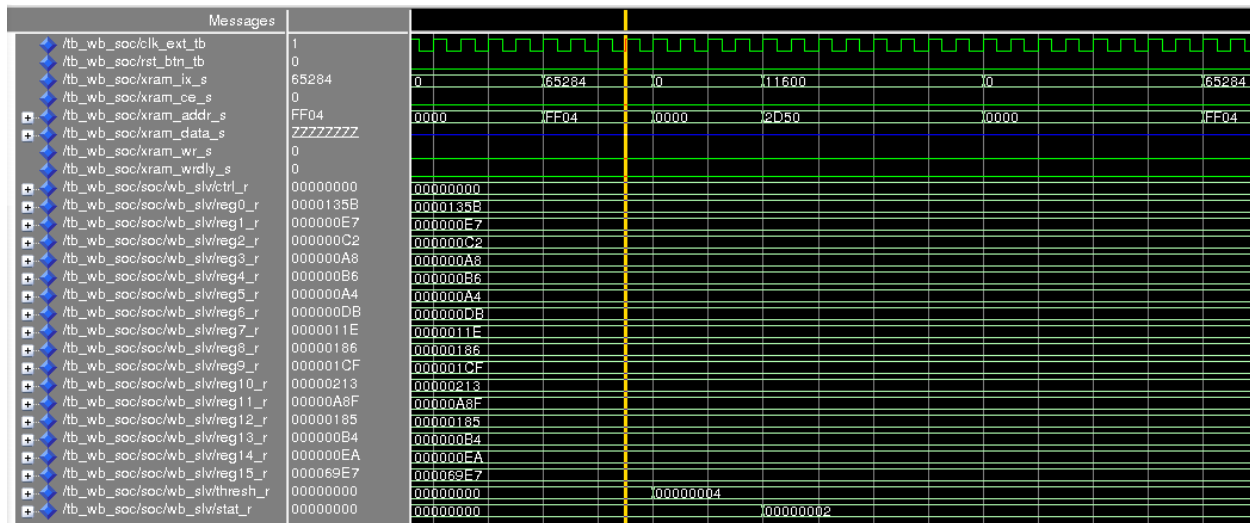 Messages
/tb_wb_soc/clk_ext_tb 1
/tb_wb_soc/rst_btn_tb 0
/tb_wb_soc/xram_ix_s 65284 0 65284 0 11600 0 65284
/tb_wb_soc/xram_ce_s 0
/tb_wb_soc/xram_addr_s FF04 0000 FF04 0000 2D50 0000 FF04
/tb_wb_soc/xram_data_s ZZZZZZZZ
/tb_wb_soc/xram_wr_s 0
/tb_wb_soc/xram_wrdly_s 0
/tb_wb_soc/soc/wb_slv/ctrl_r 00000000 00000000
/tb_wb_soc/soc/wb_slv/reg0_r 0000135B 0000135B
/tb_wb_soc/soc/wb_slv/reg1_r 000000E7 000000E7
/tb_wb_soc/soc/wb_slv/reg2_r 000000C2 000000C2
/tb_wb_soc/soc/wb_slv/reg3_r 000000A8 000000A8
/tb_wb_soc/soc/wb_slv/reg4_r 000000B6 000000B6
/tb_wb_soc/soc/wb_slv/reg5_r 000000A4 000000A4
/tb_wb_soc/soc/wb_slv/reg6_r 000000DB 000000DB
/tb_wb_soc/soc/wb_slv/reg7_r 0000011E 0000011E
/tb_wb_soc/soc/wb_slv/reg8_r 00000186 00000186
/tb_wb_soc/soc/wb_slv/reg9_r 000001CF 000001CF
/tb_wb_soc/soc/wb_slv/reg10_r 00000213 00000213
/tb_wb_soc/soc/wb_slv/reg11_r 00000A8F 00000A8F
/tb_wb_soc/soc/wb_slv/reg12_r 00000185 00000185
/tb_wb_soc/soc/wb_slv/reg13_r 000000B4 000000B4
/tb_wb_soc/soc/wb_slv/reg14_r 000000EA 000000EA
/tb_wb_soc/soc/wb_slv/reg15_r 000069E7 000069E7
/tb_wb_soc/soc/wb_slv/thresh_r 00000000 00000000 00000004
/tb_wb_soc/soc/wb_slv/stat_r 00000000 00000000 00000002